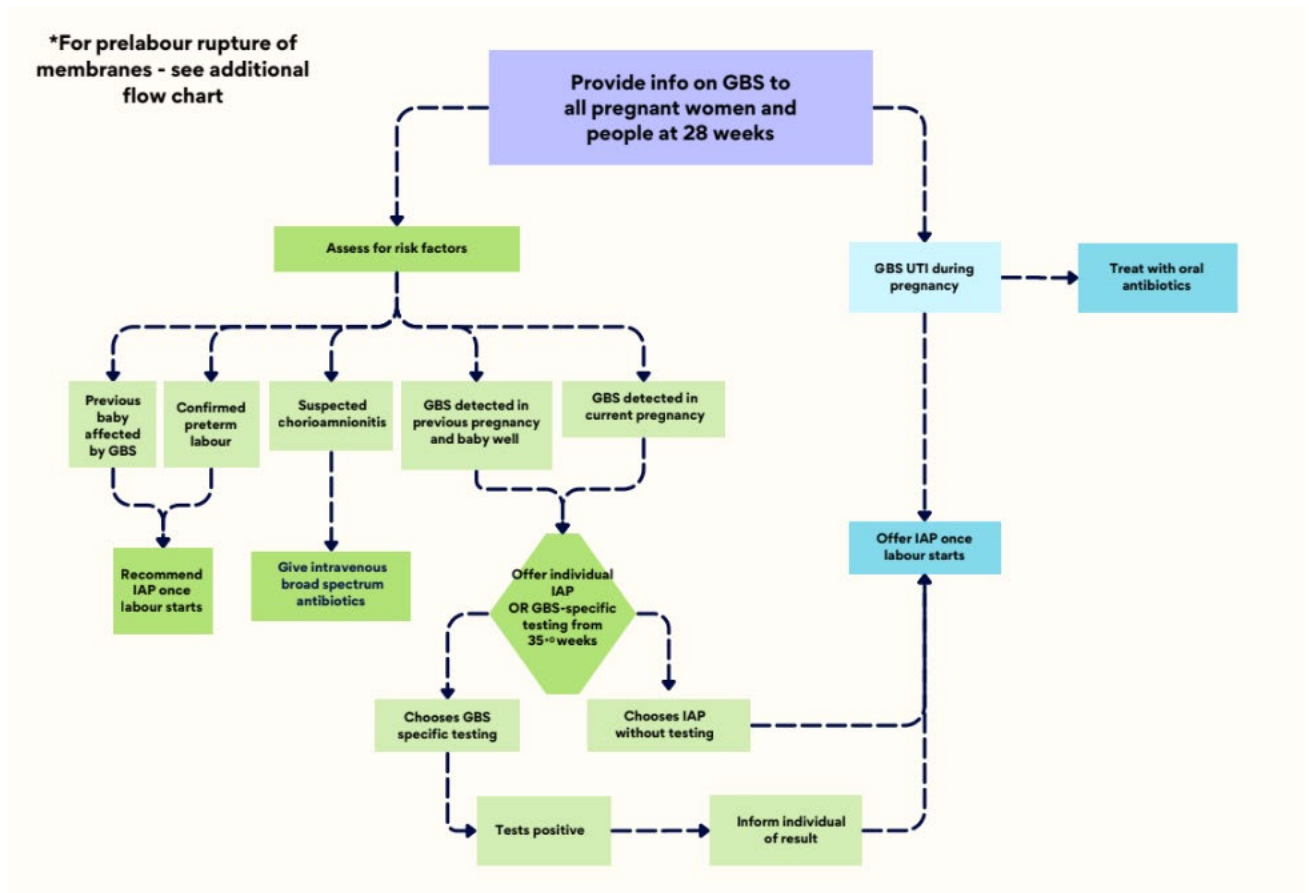 *For prelabour rupture of
membranes - see additional
flow chart
Provide info on GBS to
all pregnant women and
people at 28 weeks
Assess for risk factors
GBS UTI during
pregnancy
Treat with oral
antibiotics
Previous
baby
affected
by GBS
Confirmed
preterm
labour
Suspected
chorioamnionitis
GBS detected in
previous pregnancy
and baby well
GBS detected in
current pregnancy
Recommend
IAP once
labour starts
Give intravenous
broad spectrum
antibiotics
Offer individual
IAP
OR GBS-specific
testing from
35⁺⁰ weeks
Offer IAP once
labour starts
Chooses GBS
specific testing
Chooses IAP
without testing
Tests positive
Inform individual
of result